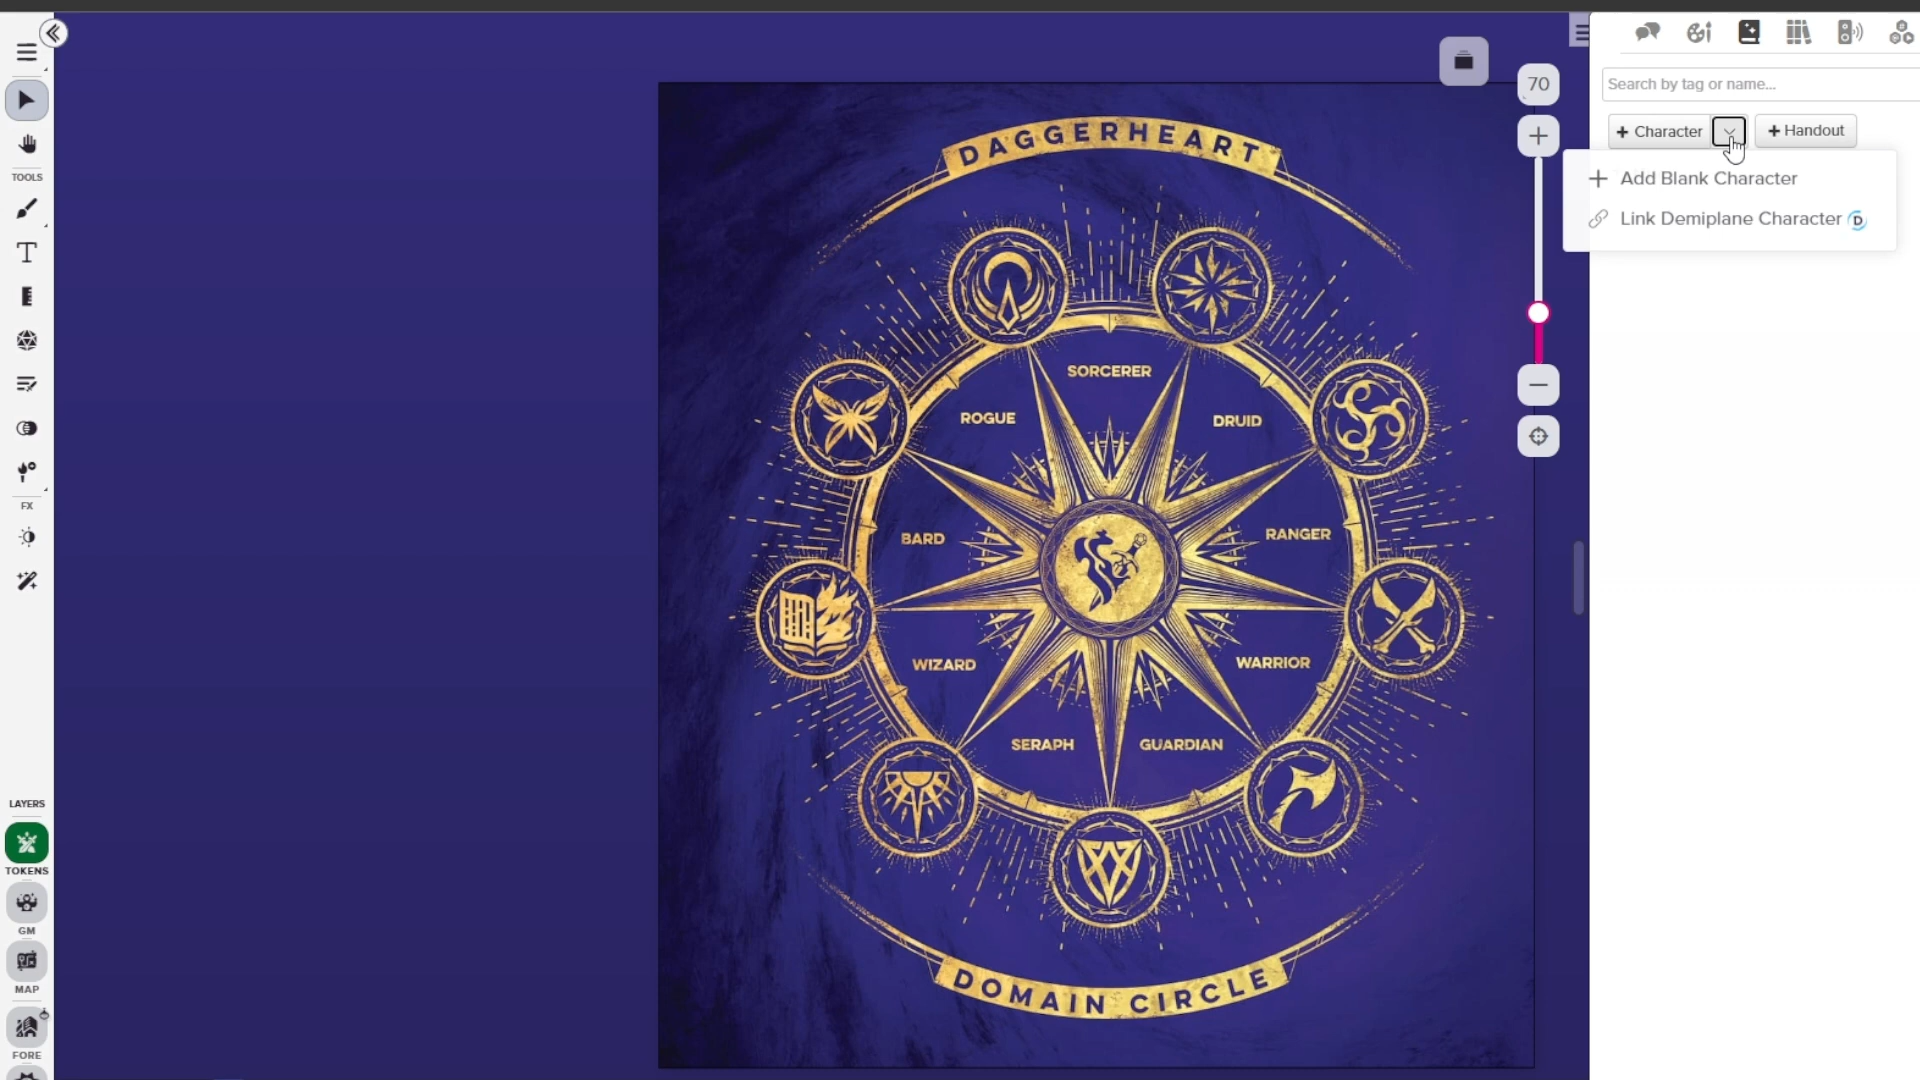 70
Search by tag or name...
+ Character
+ Handout
Add Blank Character
Link Demiplane Character D
TOOLS
T
FX
LAYERS
TOKENS
GM
MAP
FORE
DAGGERHEART
SORCERER
ROGUE
DRUID
BARD
RANGER
WIZARD
WARRIOR
SERAPH
GUARDIAN
DOMAIN CIRCLE